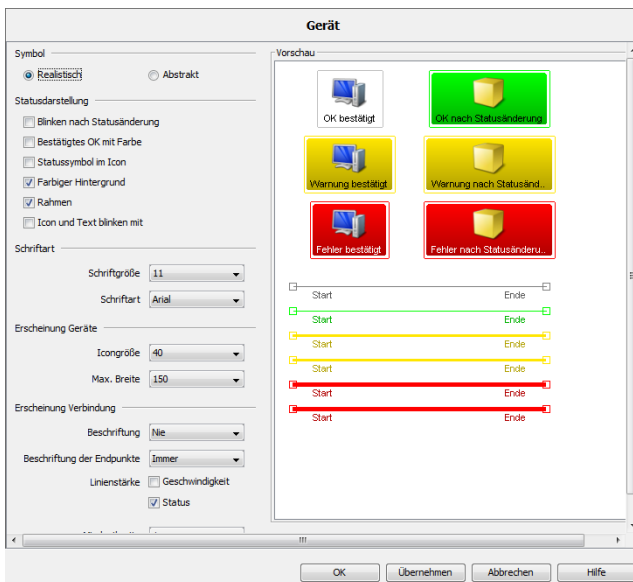 Gerät
Symbol
Realistisch
Abstrakt
Statusdarstellung
Blinken nach Statusänderung
Bestätigtes OK mit Farbe
Statussymbol im Icon
Farbiger Hintergrund
Rahmen
Icon und Text blinken mit
Schriftart
Schriftgröße 11
Schriftart Arial
Erscheinung Geräte
Icongröße 40
Max. Breite 150
Erscheinung Verbindung
Beschriftung Nie
Beschriftung der Endpunkte Immer
Linienstärke Geschwindigkeit
Status
Vorschau
OK bestätigt
OK nach Statusänderung
Warnung bestätigt
Warnung nach Statusänd..
Fehler bestätigt
Fehler nach Statusänderu..
Start Ende
Start Ende
Start Ende
Start Ende
Start Ende
Start Ende
OK Übernehmen Abbrechen Hilfe